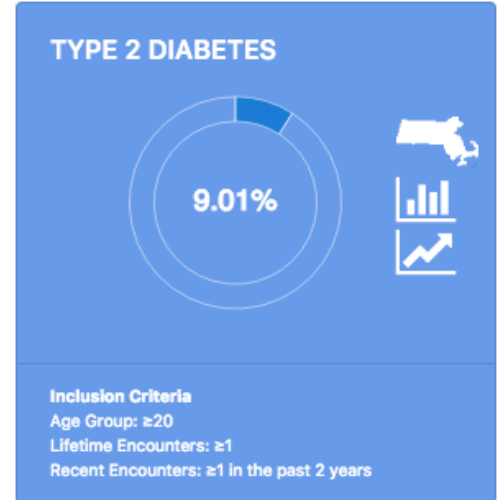 TYPE 2 DIABETES
9.01%
Inclusion Criteria
Age Group: ≥20
Lifetime Encounters: ≥1
Recent Encounters: ≥1 in the past 2 years